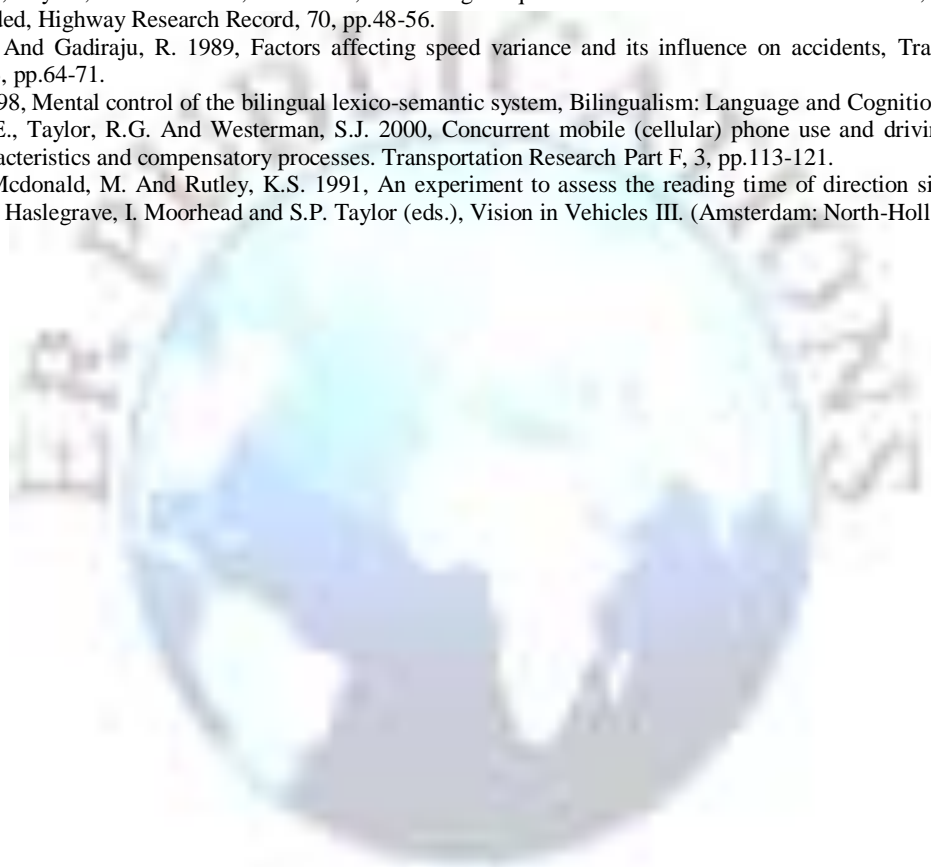 led, Highway Research Record, 70, pp.48-56.
And Gadiraju, R. 1989, Factors affecting speed variance and its influence on accidents, Tra
, pp.64-71.
98, Mental control of the bilingual lexico-semantic system, Bilingualism: Language and Cognitio
E., Taylor, R.G. And Westerman, S.J. 2000, Concurrent mobile (cellular) phone use and drivin
acteristics and compensatory processes. Transportation Research Part F, 3, pp.113-121.
Mcdonald, M. And Rutley, K.S. 1991, An experiment to assess the reading time of direction si
Haslegrave, I. Moorhead and S.P. Taylor (eds.), Vision in Vehicles III. (Amsterdam: North-Holl
ER PUBLICATIONS